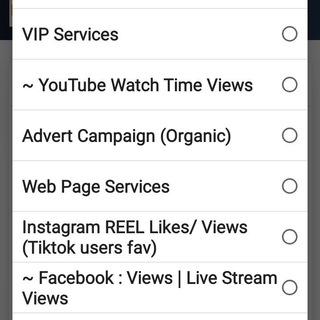 VIP Services
~ YouTube Watch Time Views
Advert Campaign (Organic)
Web Page Services
Instagram REEL Likes/ Views
(Tiktok users fav)
~ Facebook : Views | Live Stream
Views